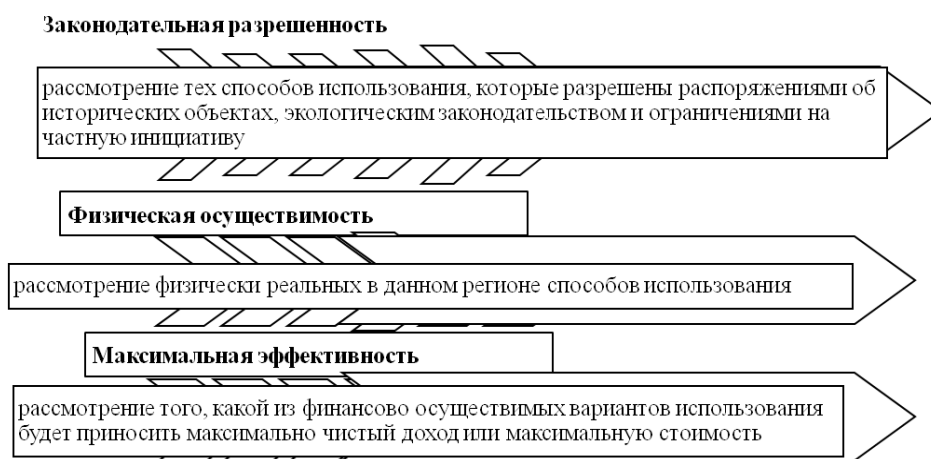 Законодательная разрешенность
рассмотрение тех способов использования, которые разрешены распоряжениями об
исторических объектах, экологическим законодательством и ограничениями на
частную инициативу
Физическая осуществимость
рассмотрение физически реальных в данном регионе способов использования
Максимальная эффективность
рассмотрение того, какой из финансово осуществимых вариантов использования
будет приносить максимально чистый доход или максимальную стоимость